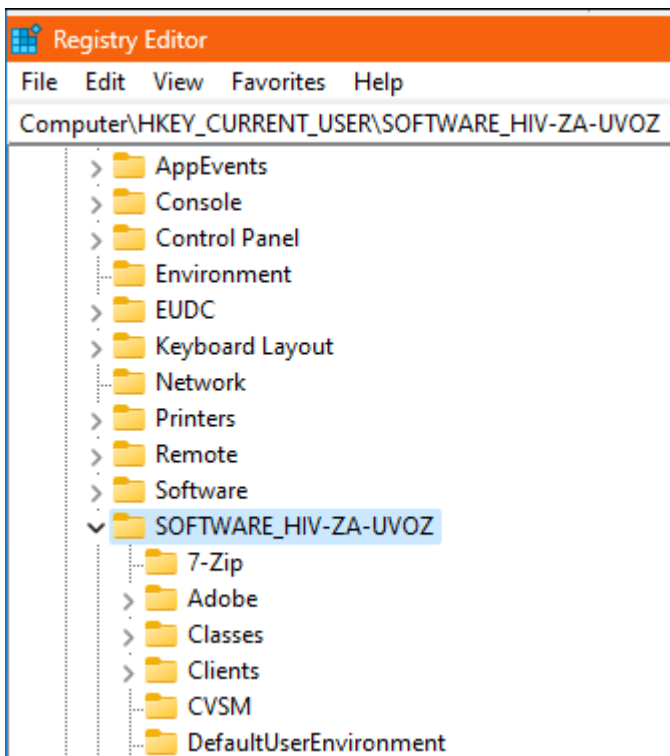 Registry Editor
File Edit View Favorites Help
Computer\HKEY_CURRENT_USER\SOFTWARE_HIV-ZA-UVOZ
AppEvents
Console
Control Panel
Environment
EUDC
Keyboard Layout
Network
Printers
Remote
Software
SOFTWARE_HIV-ZA-UVOZ
7-Zip
Adobe
Classes
Clients
CVSM
DefaultUserEnvironment